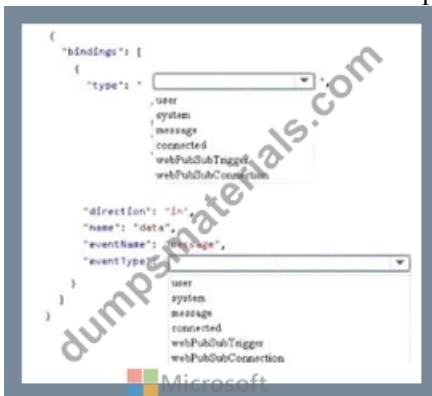 {
"bindings": [
{
"type": "
",
user
system
message
connected
webPubSubTrigger
webPubSubConnection
"direction": "in",
"name": "data",
"eventName": "message",
"eventType":
user
system
message
connected
webPubSubTrigger
webPubSubConnection
}
]
}
dumpsmaterials.com
Microsoft